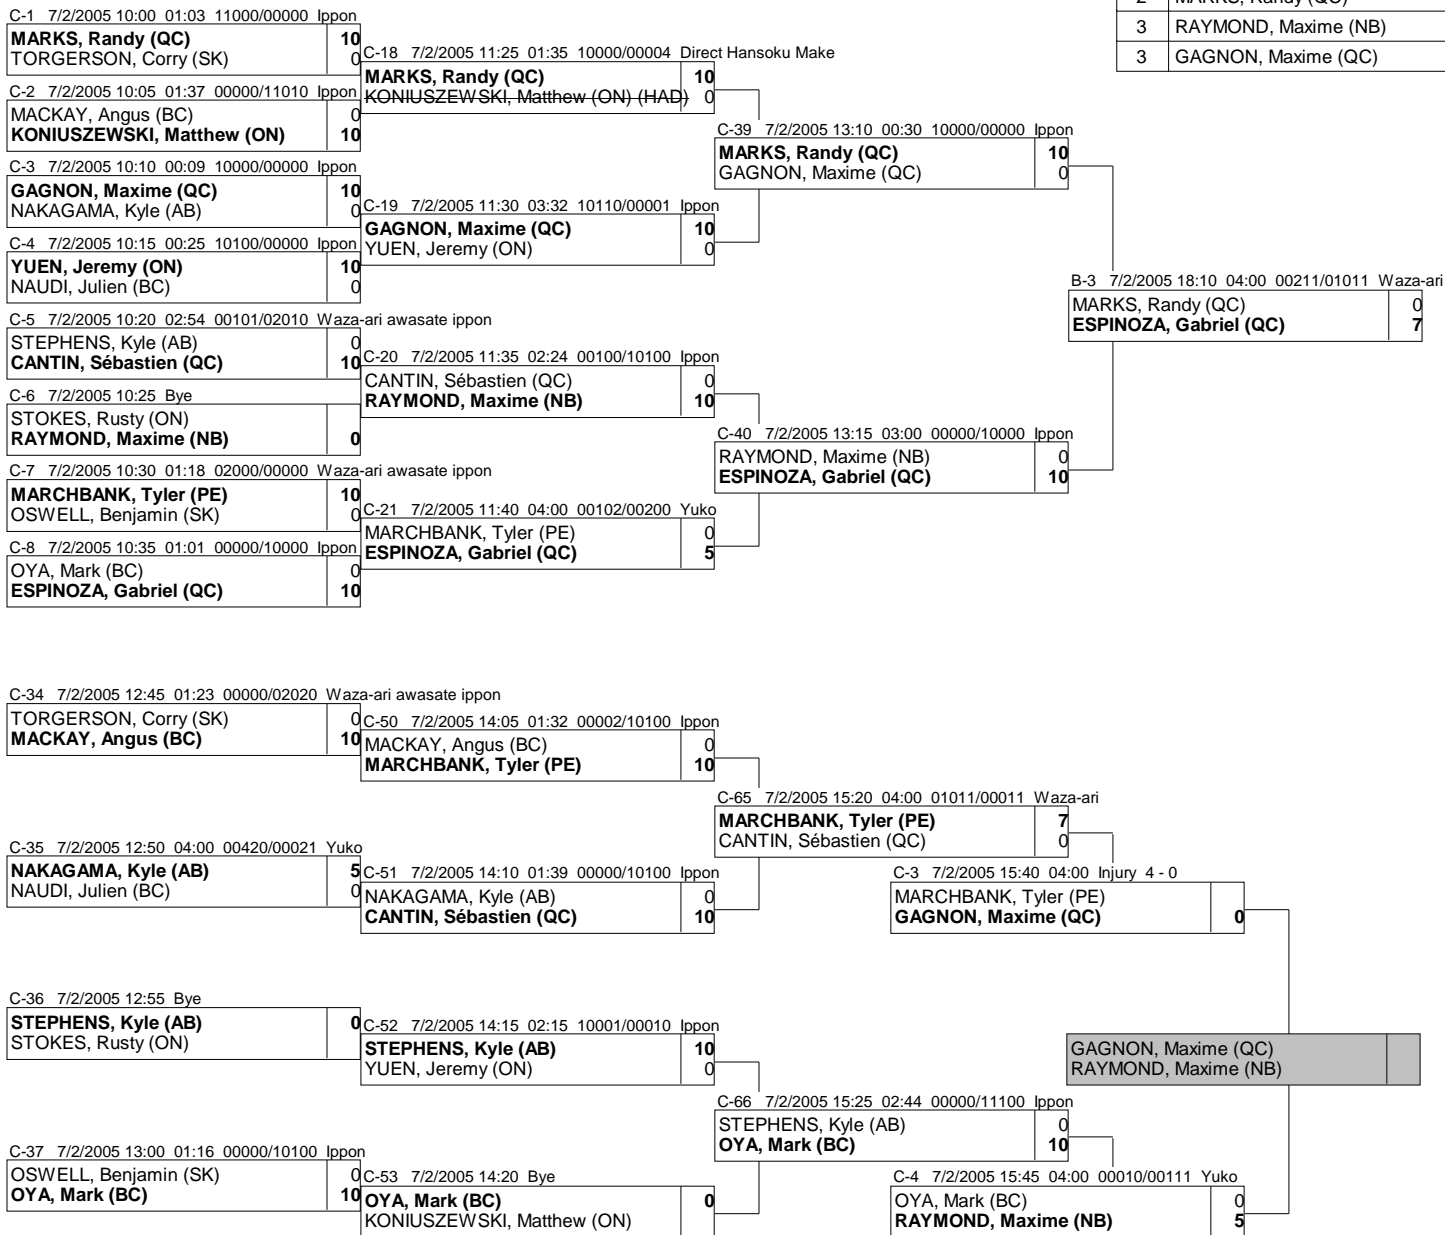 2 MARKS, Randy (QC)
3 RAYMOND, Maxime (NB)
3 GAGNON, Maxime (QC)
C-1 7/2/2005 10:00 01:03 11000/00000 Ippon
MARKS, Randy (QC) 10
TORGERSON, Corry (SK) 0
C-2 7/2/2005 10:05 01:37 00000/11010 Ippon
MACKAY, Angus (BC) 0
KONIUSZEWSKI, Matthew (ON) 10
C-3 7/2/2005 10:10 00:09 10000/00000 Ippon
GAGNON, Maxime (QC) 10
NAKAGAMA, Kyle (AB) 0
C-4 7/2/2005 10:15 00:25 10100/00000 Ippon
YUEN, Jeremy (ON) 10
NAUDI, Julien (BC) 0
C-5 7/2/2005 10:20 02:54 00101/02010 Waza-ari awasate ippon
STEPHENS, Kyle (AB) 0
CANTIN, Sébastien (QC) 10
C-6 7/2/2005 10:25 Bye
STOKES, Rusty (ON)
RAYMOND, Maxime (NB) 0
C-7 7/2/2005 10:30 01:18 02000/00000 Waza-ari awasate ippon
MARCHBANK, Tyler (PE) 10
OSWELL, Benjamin (SK) 0
C-8 7/2/2005 10:35 01:01 00000/10000 Ippon
OYA, Mark (BC) 0
ESPINOZA, Gabriel (QC) 10
C-18 7/2/2005 11:25 01:35 10000/00004 Direct Hansoku Make
MARKS, Randy (QC) 10
KONIUSZEWSKI, Matthew (ON) (HAD) 0
C-19 7/2/2005 11:30 03:32 10110/00001 Ippon
GAGNON, Maxime (QC) 10
YUEN, Jeremy (ON) 0
C-20 7/2/2005 11:35 02:24 00100/10100 Ippon
CANTIN, Sébastien (QC) 0
RAYMOND, Maxime (NB) 10
C-21 7/2/2005 11:40 04:00 00102/00200 Yuko
MARCHBANK, Tyler (PE) 0
ESPINOZA, Gabriel (QC) 5
C-39 7/2/2005 13:10 00:30 10000/00000 Ippon
MARKS, Randy (QC) 10
GAGNON, Maxime (QC) 0
C-40 7/2/2005 13:15 03:00 00000/10000 Ippon
RAYMOND, Maxime (NB) 0
ESPINOZA, Gabriel (QC) 10
B-3 7/2/2005 18:10 04:00 00211/01011 Waza-ari
MARKS, Randy (QC) 0
ESPINOZA, Gabriel (QC) 7
C-34 7/2/2005 12:45 01:23 00000/02020 Waza-ari awasate ippon
TORGERSON, Corry (SK) 0
MACKAY, Angus (BC) 10
C-35 7/2/2005 12:50 04:00 00420/00021 Yuko
NAKAGAMA, Kyle (AB) 5
NAUDI, Julien (BC) 0
C-36 7/2/2005 12:55 Bye
STEPHENS, Kyle (AB) 0
STOKES, Rusty (ON)
C-37 7/2/2005 13:00 01:16 00000/10100 Ippon
OSWELL, Benjamin (SK) 0
OYA, Mark (BC) 10
C-50 7/2/2005 14:05 01:32 00002/10100 Ippon
MACKAY, Angus (BC) 0
MARCHBANK, Tyler (PE) 10
C-51 7/2/2005 14:10 01:39 00000/10100 Ippon
NAKAGAMA, Kyle (AB) 0
CANTIN, Sébastien (QC) 10
C-52 7/2/2005 14:15 02:15 10001/00010 Ippon
STEPHENS, Kyle (AB) 10
YUEN, Jeremy (ON) 0
C-53 7/2/2005 14:20 Bye
OYA, Mark (BC) 0
KONIUSZEWSKI, Matthew (ON)
C-65 7/2/2005 15:20 04:00 01011/00011 Waza-ari
MARCHBANK, Tyler (PE) 7
CANTIN, Sébastien (QC) 0
C-66 7/2/2005 15:25 02:44 00000/11100 Ippon
STEPHENS, Kyle (AB) 0
OYA, Mark (BC) 10
C-3 7/2/2005 15:40 04:00 Injury 4 - 0
MARCHBANK, Tyler (PE)
GAGNON, Maxime (QC) 0
C-4 7/2/2005 15:45 04:00 00010/00111 Yuko
OYA, Mark (BC) 0
RAYMOND, Maxime (NB) 5
GAGNON, Maxime (QC)
RAYMOND, Maxime (NB)